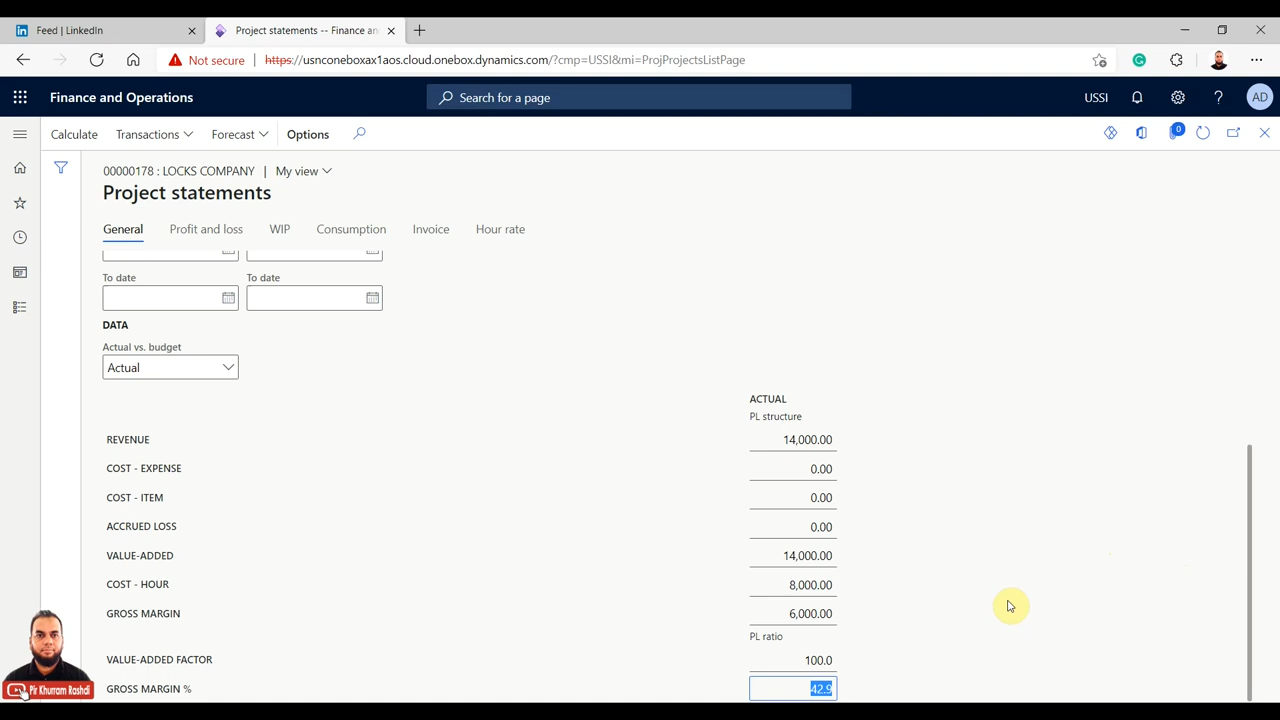 Feed | LinkedIn
Project statements -- Finance an
Not secure
https://usnconeboxax1aos.cloud.onebox.dynamics.com/?cmp=USSI&mi=ProjProjectsListPage
Finance and Operations
Search for a page
USSI
AD
Calculate
Transactions
Forecast
Options
0
00000178 : LOCKS COMPANY | My view
Project statements
General
Profit and loss
WIP
Consumption
Invoice
Hour rate
To date
To date
DATA
Actual vs. budget
Actual
ACTUAL
PL structure
REVENUE 14,000.00
COST - EXPENSE 0.00
COST - ITEM 0.00
ACCRUED LOSS 0.00
VALUE-ADDED 14,000.00
COST - HOUR 8,000.00
GROSS MARGIN 6,000.00
PL ratio
VALUE-ADDED FACTOR 100.0
GROSS MARGIN % 42.9
Pir Khurram Rashdi